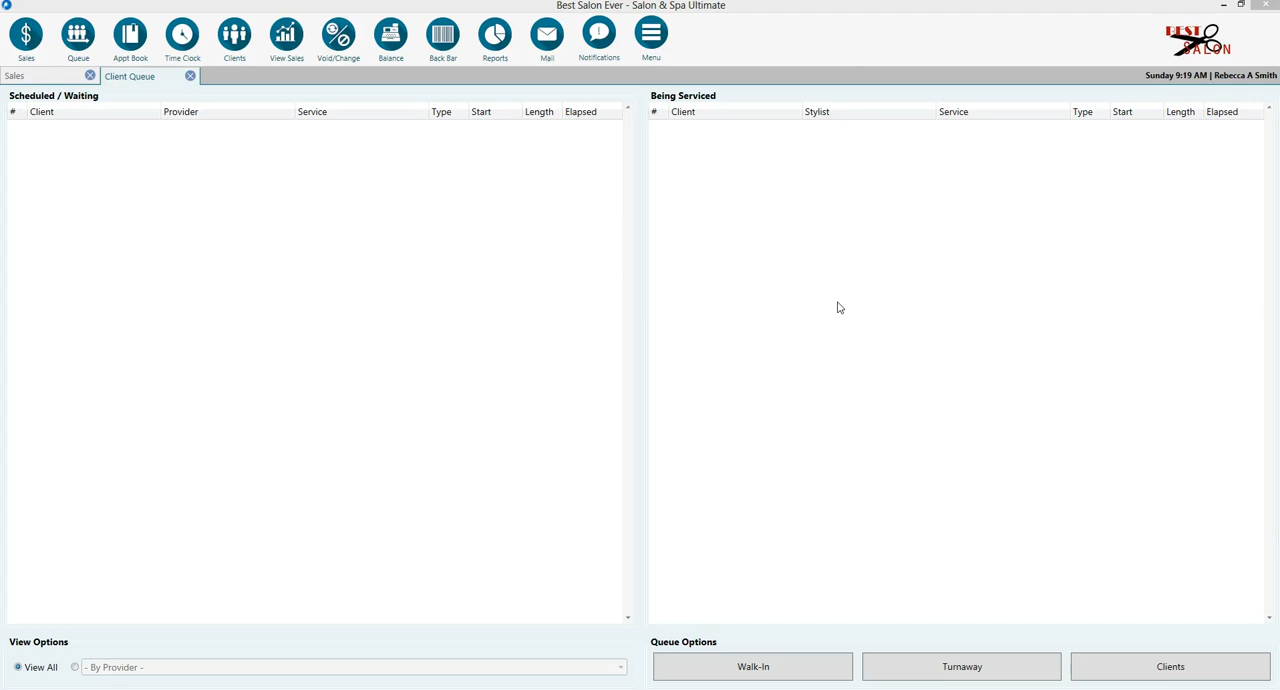 Best Salon Ever - Salon & Spa Ultimate
Sales Queue Appt Book Time Clock Clients View Sales Void/Change Balance Back Bar Reports Mail Notifications Menu
BEST SALON
Sales Client Queue Sunday 9:19 AM | Rebecca A Smith
Scheduled / Waiting Being Serviced
# Client Provider Service Type Start Length Elapsed # Client Stylist Service Type Start Length Elapsed
View Options Queue Options
View All - By Provider - Walk-In Turnaway Clients